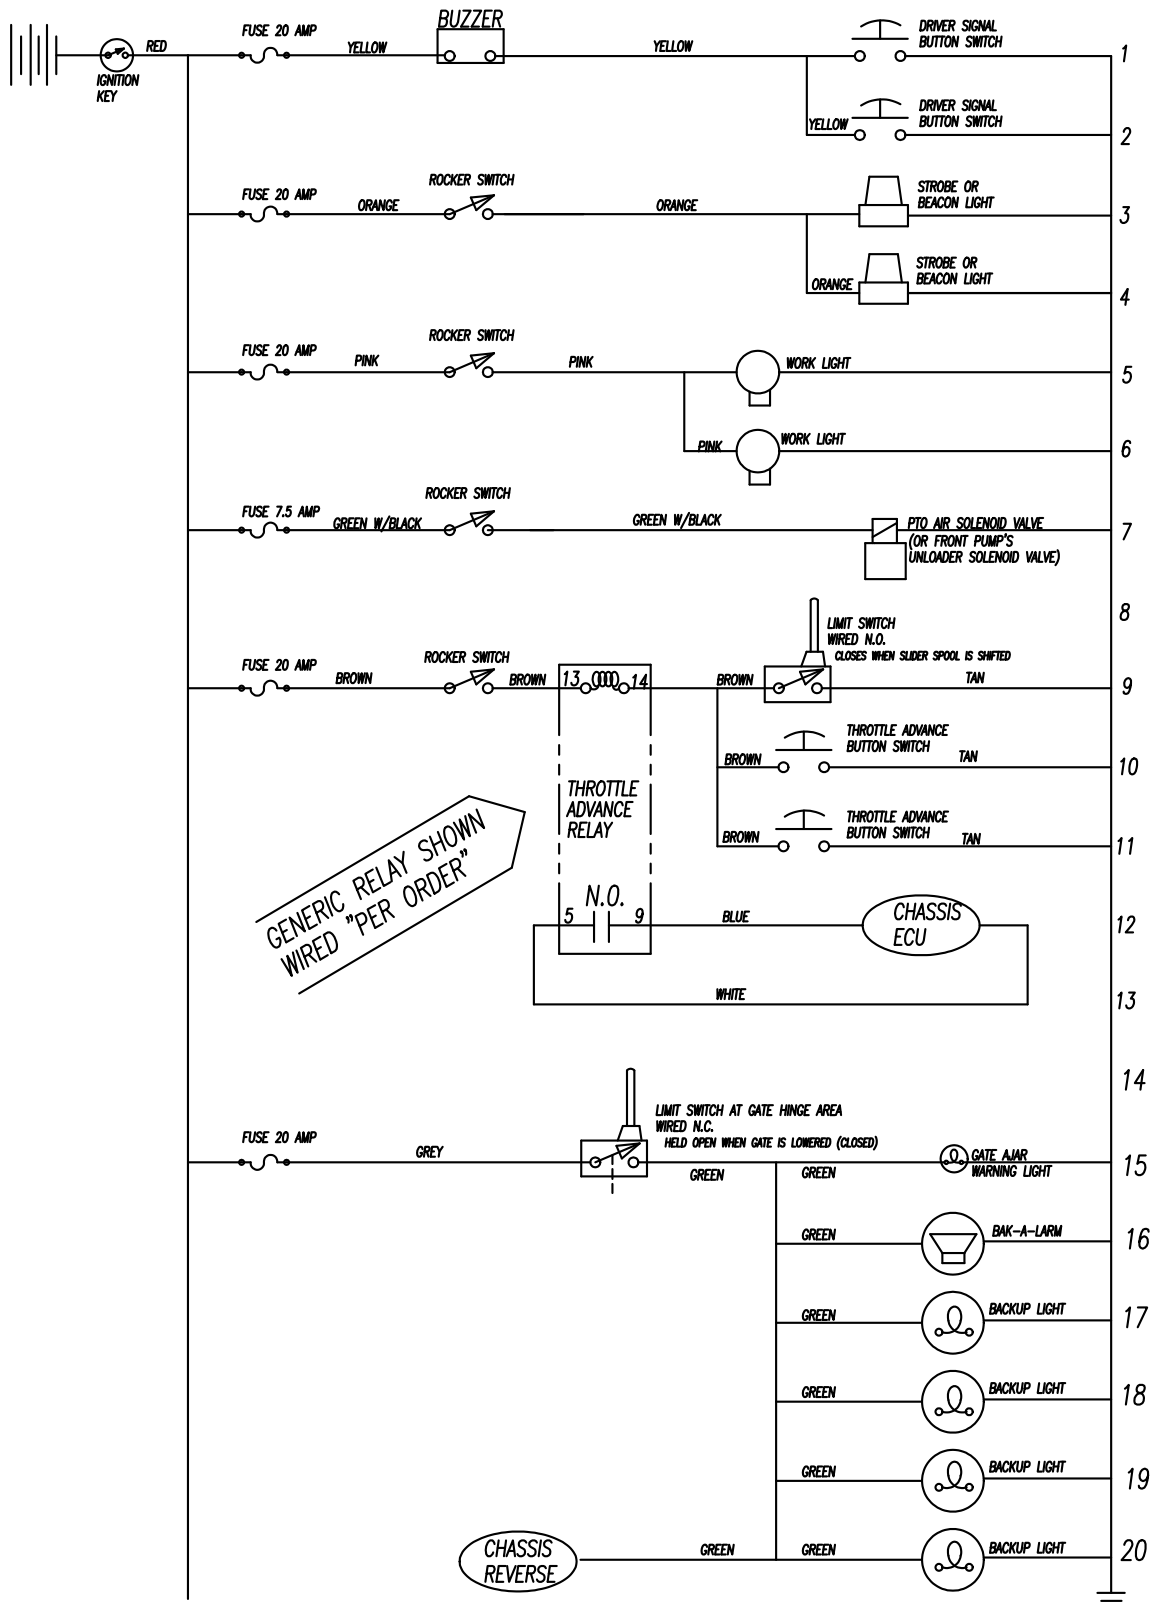 BUZZER
FUSE 20 AMP
DRIVER SIGNAL
BUTTON SWITCH
RED
YELLOW
YELLOW
1
IGNITION
KEY
DRIVER SIGNAL
BUTTON SWITCH
YELLOW
2
FUSE 20 AMP
ROCKER SWITCH
STROBE OR
BEACON LIGHT
ORANGE
ORANGE
3
STROBE OR
BEACON LIGHT
ORANGE
4
FUSE 20 AMP
ROCKER SWITCH
PINK
PINK
WORK LIGHT
5
PINK
WORK LIGHT
6
FUSE 7.5 AMP
ROCKER SWITCH
GREEN W/BLACK
GREEN W/BLACK
PTO AIR SOLENOID VALVE
(OR FRONT PUMP'S
UNLOADER SOLENOID VALVE)
7
8
LIMIT SWITCH
WIRED N.O.
CLOSES WHEN SLIDER SPOOL IS SHIFTED
FUSE 20 AMP
ROCKER SWITCH
BROWN
BROWN
13
14
BROWN
TAN
9
THROTTLE ADVANCE
BUTTON SWITCH
BROWN
TAN
10
THROTTLE
ADVANCE
RELAY
THROTTLE ADVANCE
BUTTON SWITCH
BROWN
TAN
11
GENERIC RELAY SHOWN
WIRED "PER ORDER"
N.O.
5
9
BLUE
CHASSIS
ECU
12
WHITE
13
14
LIMIT SWITCH AT GATE HINGE AREA
WIRED N.C.
HELD OPEN WHEN GATE IS LOWERED (CLOSED)
FUSE 20 AMP
GREY
GREEN
GREEN
GATE AJAR
WARNING LIGHT
15
GREEN
BAK-A-LARM
16
GREEN
BACKUP LIGHT
17
GREEN
BACKUP LIGHT
18
GREEN
BACKUP LIGHT
19
CHASSIS
REVERSE
GREEN
GREEN
BACKUP LIGHT
20